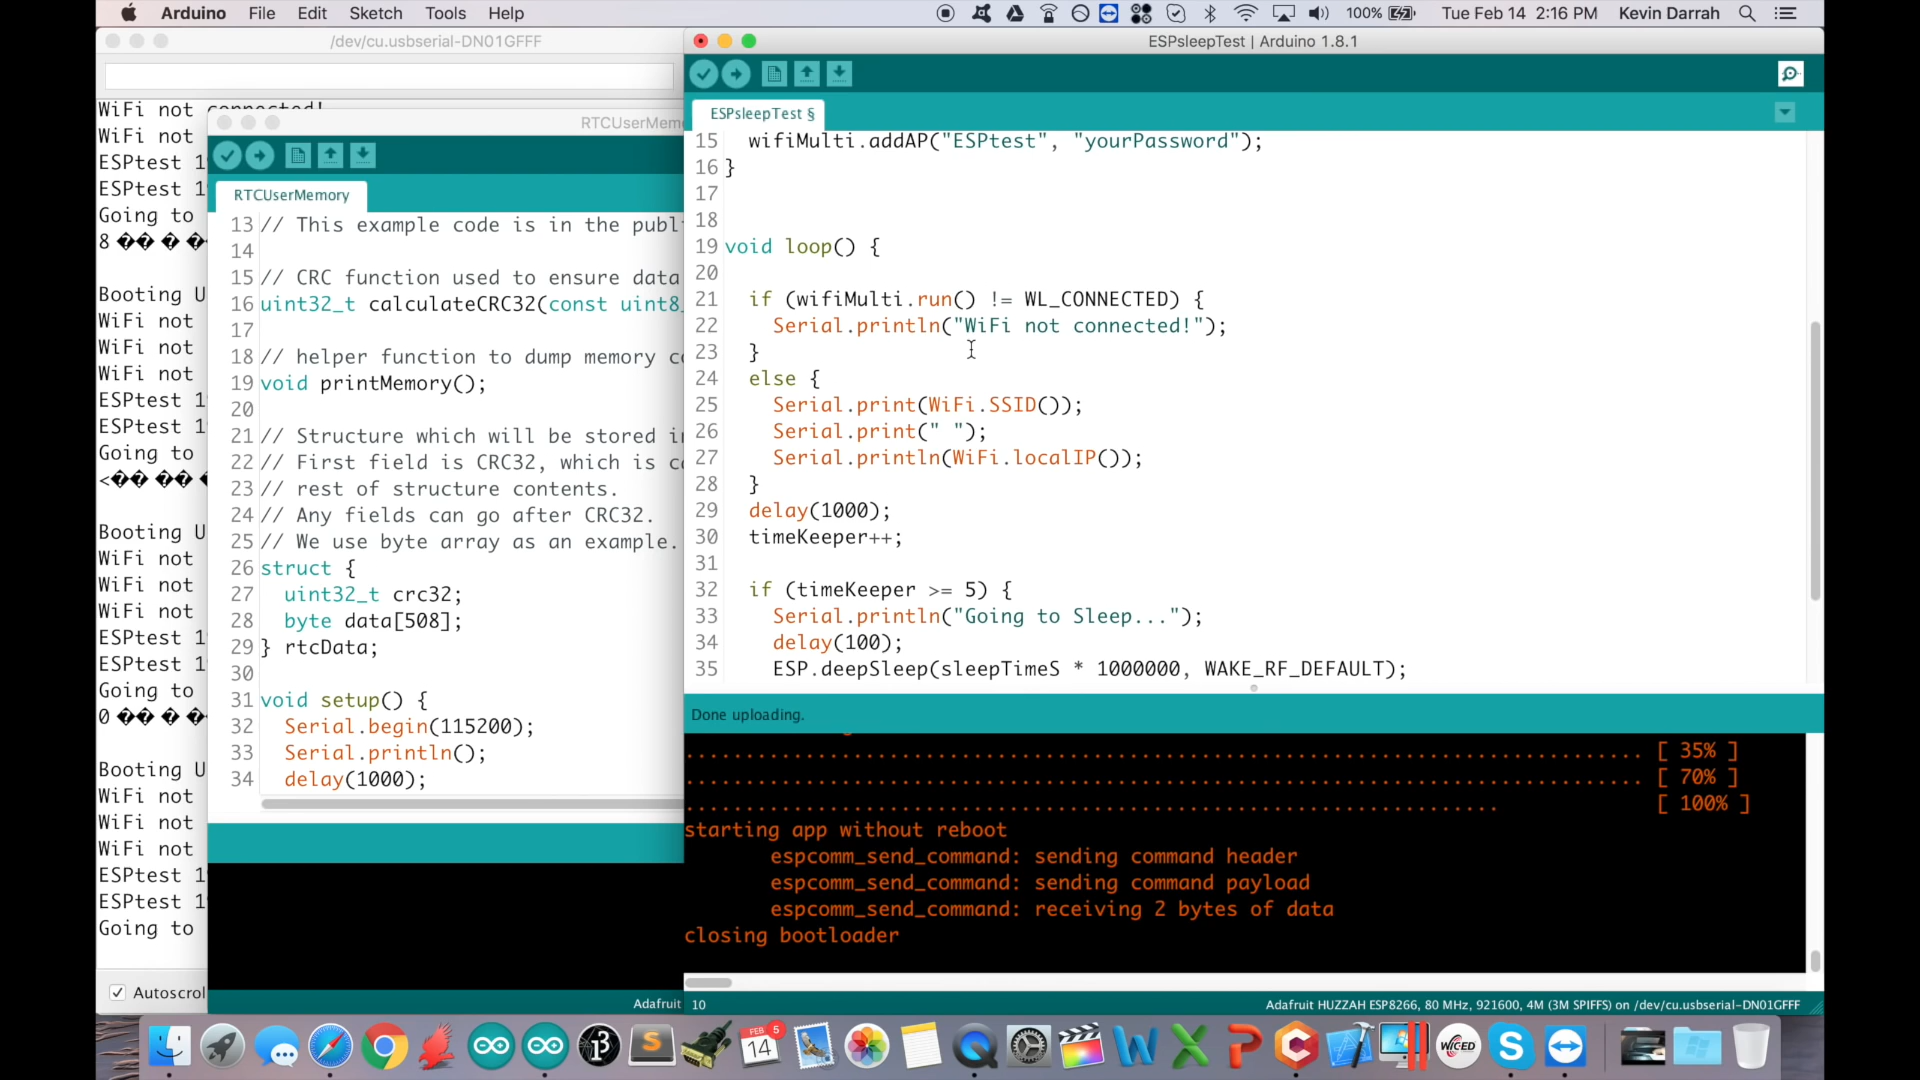 Arduino File Edit Sketch Tools Help 100% Tue Feb 14 2:16 PM Kevin Darrah
/dev/cu.usbserial-DN01GFFF
WiFi not connected!
WiFi not
ESPtest 1
ESPtest 1
Going to
8
Booting U
WiFi not
WiFi not
WiFi not
ESPtest 1
ESPtest 1
Going to
<
Booting U
WiFi not
WiFi not
WiFi not
ESPtest 1
ESPtest 1
Going to
0
Booting U
WiFi not
WiFi not
WiFi not
ESPtest 1
ESPtest 1
Going to
Autoscrol
RTCUserMem
RTCUserMemory
13 // This example code is in the publ
14
15 // CRC function used to ensure data
16 uint32_t calculateCRC32(const uint8_
17
18 // helper function to dump memory c
19 void printMemory();
20
21 // Structure which will be stored i
22 // First field is CRC32, which is c
23 // rest of structure contents.
24 // Any fields can go after CRC32.
25 // We use byte array as an example.
26 struct {
27 uint32_t crc32;
28 byte data[508];
29 } rtcData;
30
31 void setup() {
32 Serial.begin(115200);
33 Serial.println();
34 delay(1000);
Adafruit
ESPsleepTest | Arduino 1.8.1
ESPsleepTest §
15 wifiMulti.addAP("ESPtest", "yourPassword");
16 }
17
18
19 void loop() {
20
21 if (wifiMulti.run() != WL_CONNECTED) {
22 Serial.println("WiFi not connected!");
23 }
24 else {
25 Serial.print(WiFi.SSID());
26 Serial.print(" ");
27 Serial.println(WiFi.localIP());
28 }
29 delay(1000);
30 timeKeeper++;
31
32 if (timeKeeper >= 5) {
33 Serial.println("Going to Sleep...");
34 delay(100);
35 ESP.deepSleep(sleepTimeS * 1000000, WAKE_RF_DEFAULT);
Done uploading.
................................................................................ [ 35% ]
................................................................................ [ 70% ]
.................................................................... [ 100% ]
starting app without reboot
espcomm_send_command: sending command header
espcomm_send_command: sending command payload
espcomm_send_command: receiving 2 bytes of data
closing bootloader
10 Adafruit HUZZAH ESP8266, 80 MHz, 921600, 4M (3M SPIFFS) on /dev/cu.usbserial-DN01GFFF
FEB 14 5
WICED